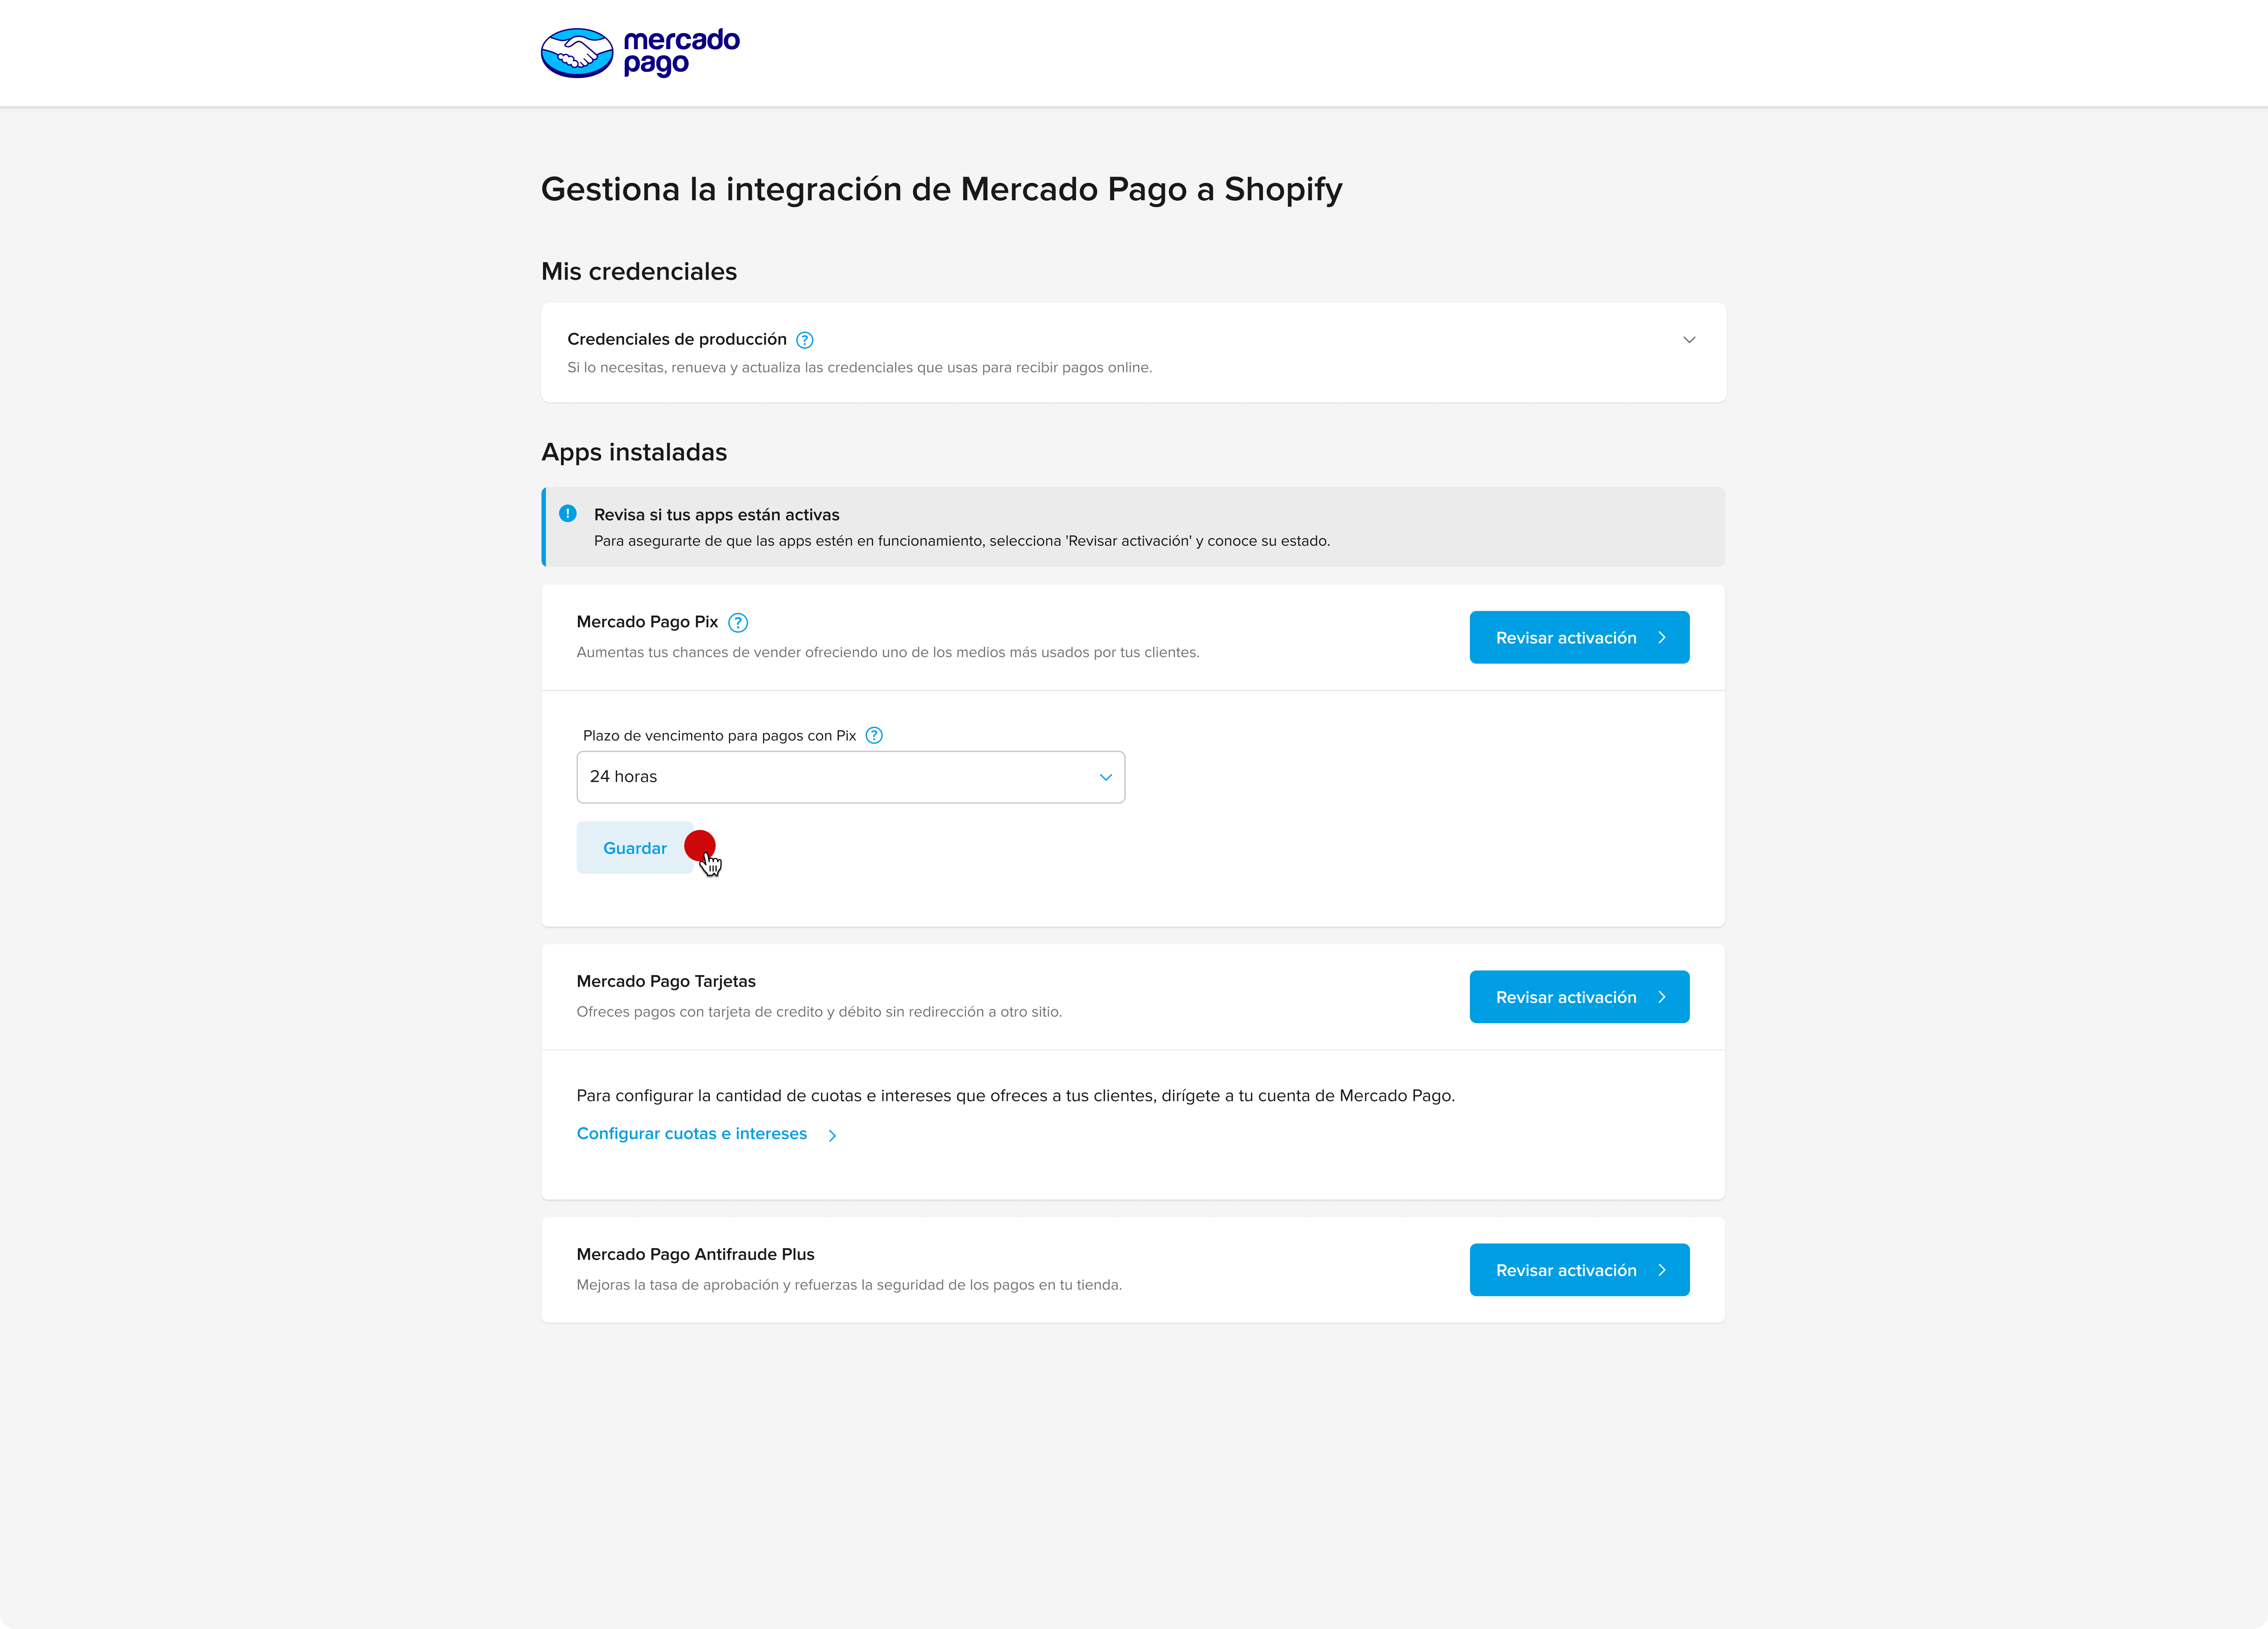 mercado
pago
Gestiona la integración de Mercado Pago a Shopify
Mis credenciales
Credenciales de producción ?
Si lo necesitas, renueva y actualiza las credenciales que usas para recibir pagos online.
Apps instaladas
! Revisa si tus apps están activas
Para asegurarte de que las apps estén en funcionamiento, selecciona 'Revisar activación' y conoce su estado.
Mercado Pago Pix ?
Aumentas tus chances de vender ofreciendo uno de los medios más usados por tus clientes.
Revisar activación
Plazo de vencimento para pagos con Pix ?
24 horas
Guardar
Mercado Pago Tarjetas
Ofreces pagos con tarjeta de credito y débito sin redirección a otro sitio.
Revisar activación
Para configurar la cantidad de cuotas e intereses que ofreces a tus clientes, dirígete a tu cuenta de Mercado Pago.
Configurar cuotas e intereses
Mercado Pago Antifraude Plus
Mejoras la tasa de aprobación y refuerzas la seguridad de los pagos en tu tienda.
Revisar activación